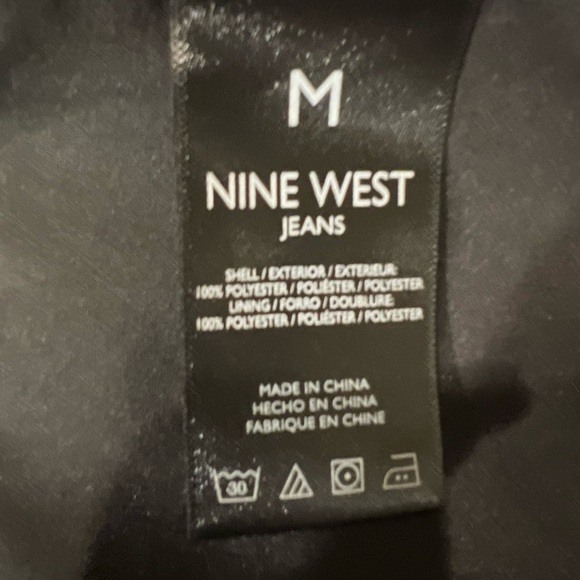 M
NINE WEST
JEANS
SHELL / EXTERIOR / EXTERIEUR:
100% POLYESTER / POLIÉSTER / POLYESTER
LINING / FORRO / DOUBLURE:
100% POLYESTER / POLIÉSTER / POLYESTER
MADE IN CHINA
HECHO EN CHINA
FABRIQUE EN CHINE
30